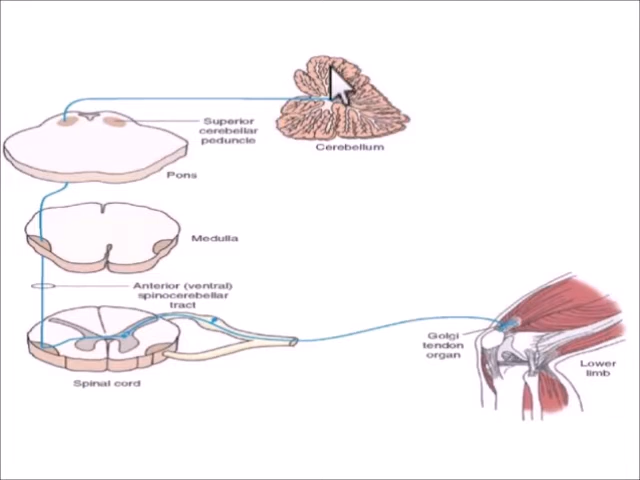 Superior
cerebellar
peduncle
Cerebellum
Pons
Medulla
Anterior (ventral)
spinocerebellar
tract
Golgi
tendon
organ
Lower
limb
Spinal cord